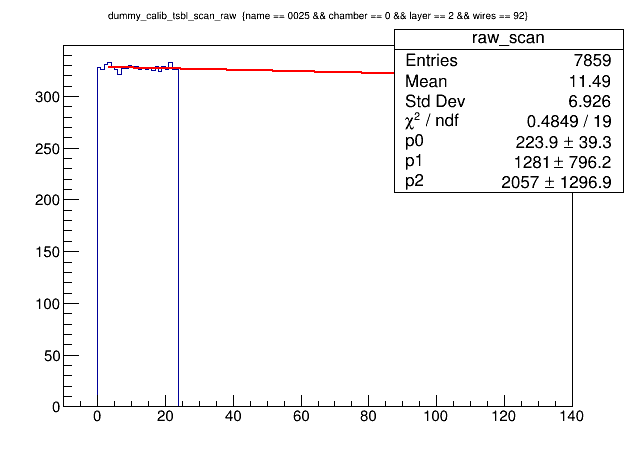 dummy_calib_tsbl_scan_raw {name == 0025 && chamber == 0 && layer == 2 && wires == 92}
raw_scan
Entries 7859
Mean 11.49
Std Dev 6.926
χ² / ndf 0.4849 / 19
p0 223.9 ± 39.3
p1 1281 ± 796.2
p2 2057 ± 1296.9
300
250
200
150
100
50
0
0 20 40 60 80 100 120 140